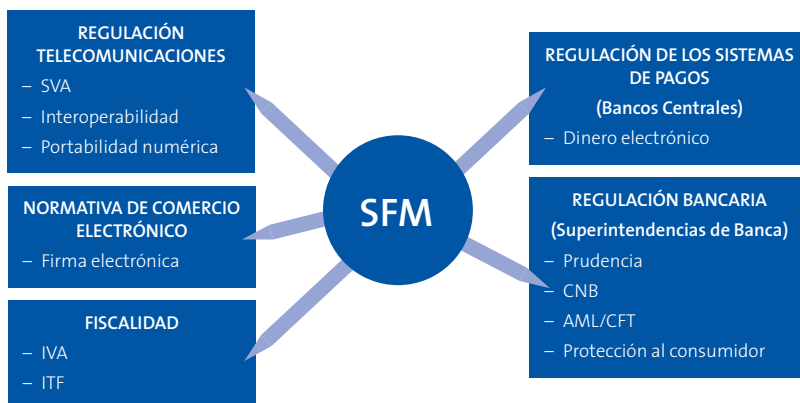 REGULACIÓN
TELECOMUNICACIONES
– SVA
– Interoperabilidad
– Portabilidad numérica
NORMATIVA DE COMERCIO
ELECTRÓNICO
– Firma electrónica
FISCALIDAD
– IVA
– ITF
SFM
REGULACIÓN DE LOS SISTEMAS
DE PAGOS
(Bancos Centrales)
– Dinero electrónico
REGULACIÓN BANCARIA
(Superintendencias de Banca)
– Prudencia
– CNB
– AML/CFT
– Protección al consumidor